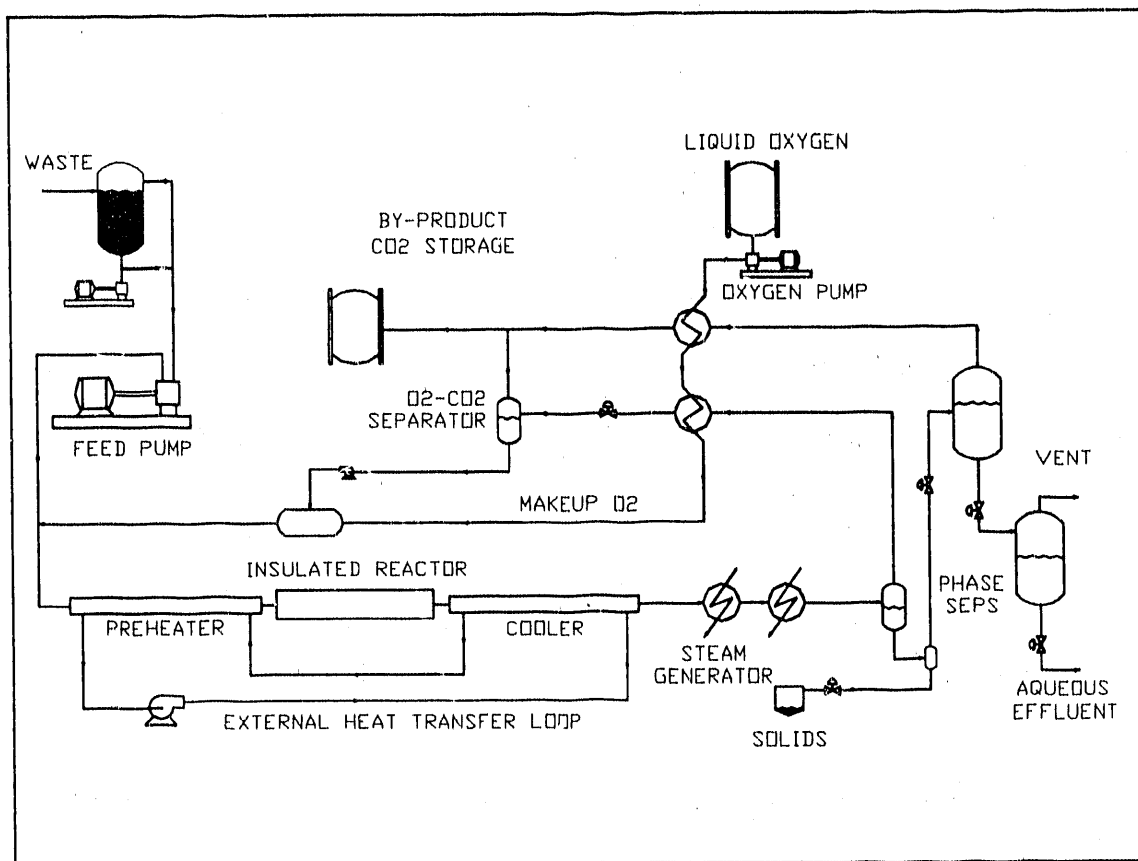 WASTE
LIQUID OXYGEN
BY-PRODUCT
CO2 STORAGE
OXYGEN PUMP
O2-CO2
SEPARATOR
FEED PUMP
VENT
MAKEUP O2
INSULATED REACTOR
PHASE
SEPS
PREHEATER
COOLER
STEAM
GENERATOR
AQUEOUS
EFFLUENT
EXTERNAL HEAT TRANSFER LOOP
SOLIDS